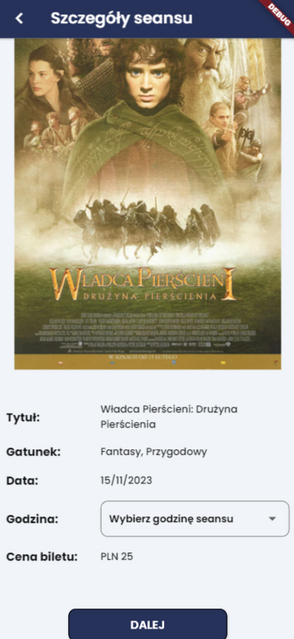 Szczegóły seansu
DEBUG
WŁADCA PIERŚCIENI
DRUŻYNA PIERŚCIENIA
Tytuł:
Władca Pierścieni: Drużyna
Pierścienia
Gatunek:
Fantasy, Przygodowy
Data:
15/11/2023
Godzina:
Wybierz godzinę seansu
Cena biletu:
PLN 25
DALEJ